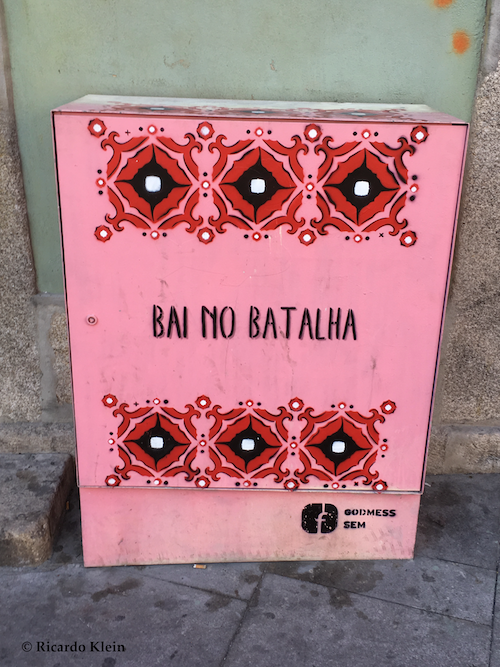 BAI NO BATALHA
f GODMESS
SEM
© Ricardo Klein